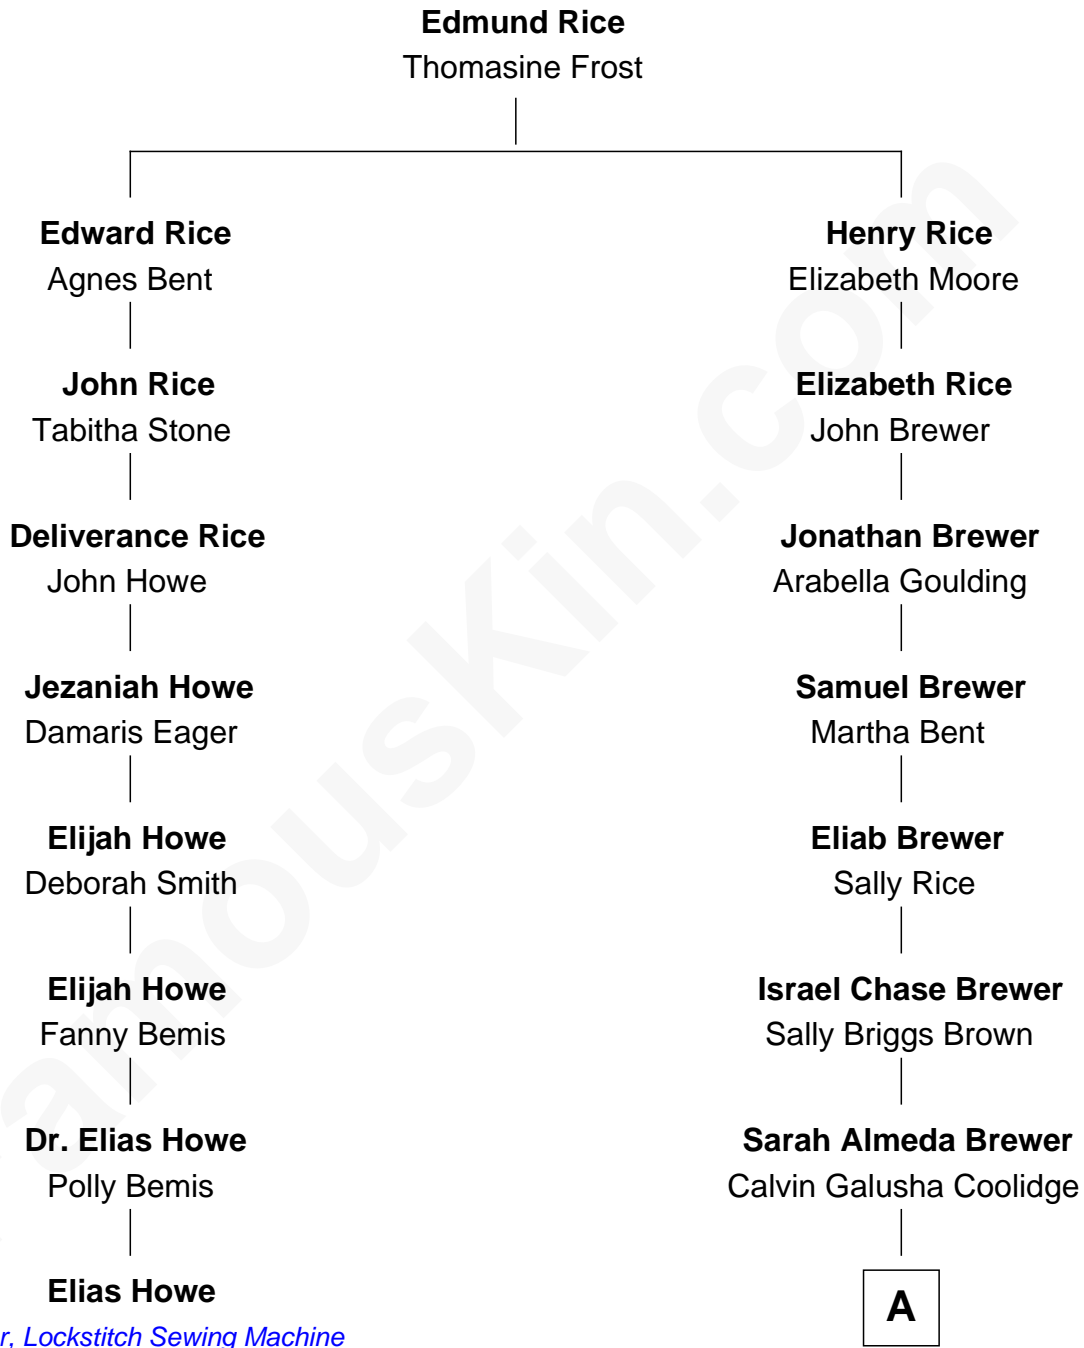 Edmund Rice
Thomasine Frost
Edward Rice
Agnes Bent
John Rice
Tabitha Stone
Deliverance Rice
John Howe
Jezaniah Howe
Damaris Eager
Elijah Howe
Deborah Smith
Elijah Howe
Fanny Bemis
Dr. Elias Howe
Polly Bemis
Elias Howe
r, Lockstitch Sewing Machine
Henry Rice
Elizabeth Moore
Elizabeth Rice
John Brewer
Jonathan Brewer
Arabella Goulding
Samuel Brewer
Martha Bent
Eliab Brewer
Sally Rice
Israel Chase Brewer
Sally Briggs Brown
Sarah Almeda Brewer
Calvin Galusha Coolidge
A
amouskin.com